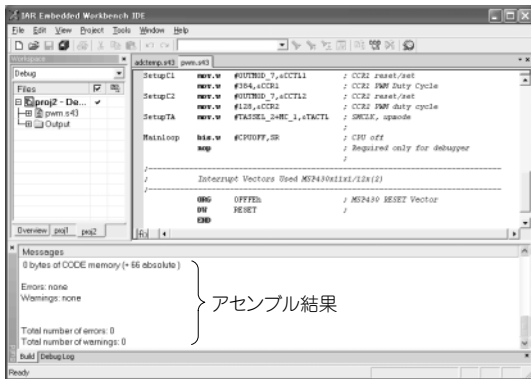 IAR Embedded Workbench IDE
File Edit View Project Tools Window Help
Workspace
Debug
Files
proj2 - De...
pwm.s43
Output
Overview proj1 proj2
adctemp.s43 pwm.s43
SetupC1 mov.w #OUTMOD_7,&CCTL1 ; CCR1 reset/set
mov.w #384,&CCR1 ; CCR1 PWM Duty Cycle
SetupC2 mov.w #OUTMOD_7,&CCTL2 ; CCR2 reset/set
mov.w #128,&CCR2 ; CCR2 PWM duty cycle
SetupTA mov.w #TASSEL_2+MC_1,&TACTL ; SMCLK, upmode
;
Mainloop bis.w #CPUOFF,SR ; CPU off
nop ; Required only for debugger
;
;
; Interrupt Vectors Used MSP430x11x1/12x(2)
;
ORG 0FFFEh ; MSP430 RESET Vector
DW RESET ;
END
fo
Messages
0 bytes of CODE memory (+ 66 absolute )
Errors: none
Warnings: none
Total number of errors: 0
Total number of warnings: 0
アセンブル結果
Build Debug Log
Ready